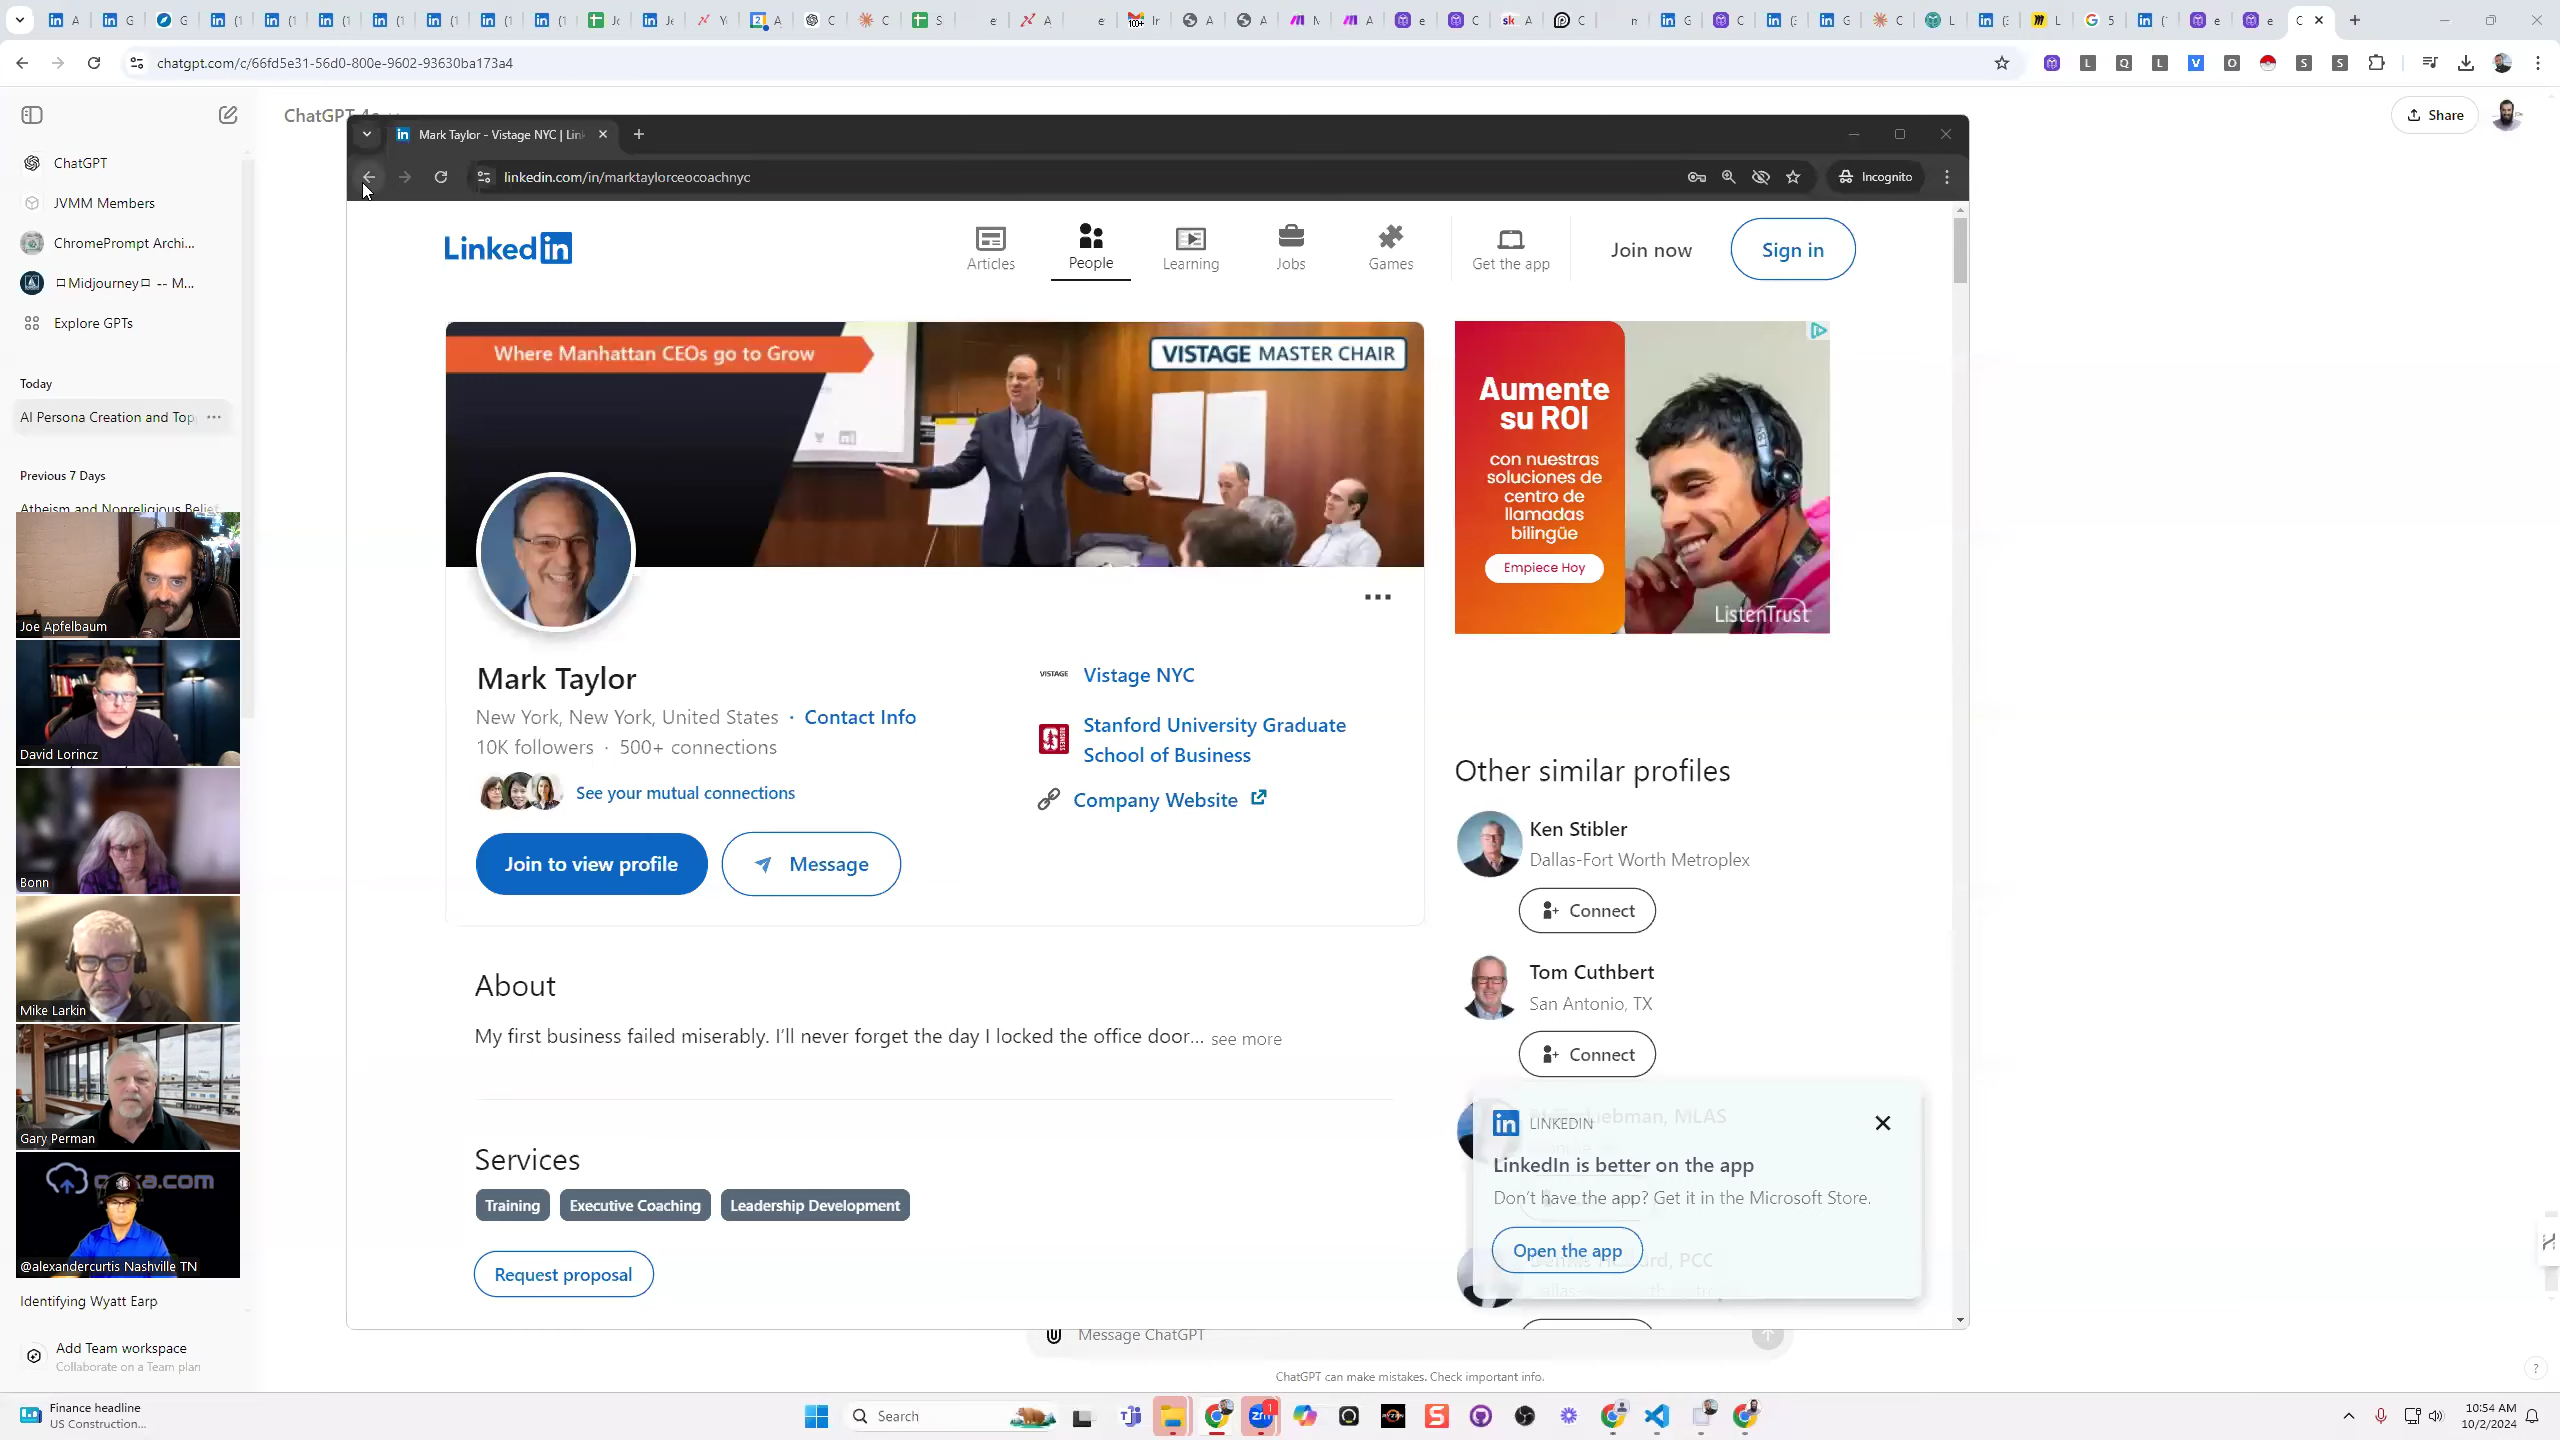 chatgpt.com/c/66fd5e31-56d0-800e-9602-93630ba173a4
ChatGPT
Share
ChatGPT
JVMM Members
ChromePrompt Archi...
Midjourney -- M...
Explore GPTs
Today
AI Persona Creation and Top
Previous 7 Days
Atheism and Nonreligious Belief
Joe Apfelbaum
David Lorincz
Bonn
Mike Larkin
Gary Perman
@alexandercurtis Nashville TN
Identifying Wyatt Earp
Add Team workspace
Collaborate on a Team plan
Mark Taylor - Vistage NYC | Lin
linkedin.com/in/marktaylorceocoachnyc
Incognito
Linked in
Articles
People
Learning
Jobs
Games
Get the app
Join now
Sign in
Where Manhattan CEOs go to Grow
VISTAGE MASTER CHAIR
Aumente
su ROI
con nuestras
soluciones de
centro de
llamadas
bilingüe
Empiece Hoy
ListenTrust
Mark Taylor
New York, New York, United States · Contact Info
10K followers · 500+ connections
See your mutual connections
VISTAGE
Vistage NYC
Stanford University Graduate
School of Business
Company Website
Join to view profile
Message
About
My first business failed miserably. I’ll never forget the day I locked the office door... see more
Services
Training
Executive Coaching
Leadership Development
Request proposal
Other similar profiles
Ken Stibler
Dallas-Fort Worth Metroplex
Connect
Tom Cuthbert
San Antonio, TX
Connect
LINKEDIN
LinkedIn is better on the app
Don’t have the app? Get it in the Microsoft Store.
Open the app
Message ChatGPT
ChatGPT can make mistakes. Check important info.
Finance headline
US Construction...
Search
10:54 AM
10/2/2024